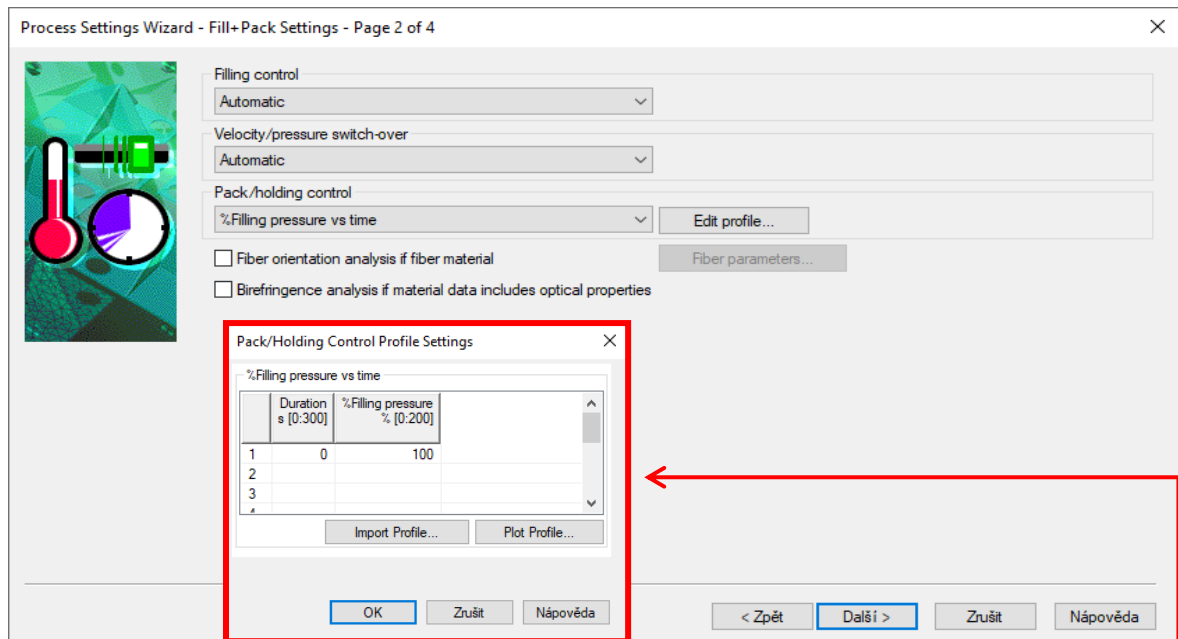 Process Settings Wizard - Fill+Pack Settings - Page 2 of 4
Filling control
Automatic
Velocity/pressure switch-over
Automatic
Pack/holding control
%Filling pressure vs time
Edit profile...
Fiber orientation analysis if fiber material
Fiber parameters...
Birefringence analysis if material data includes optical properties
Pack/Holding Control Profile Settings
%Filling pressure vs time
Duration %Filling pressure
s [0:300] % [0:200]
1 0 100
2
3
Import Profile... Plot Profile...
OK Zrušit Nápověda
< Zpět Další > Zrušit Nápověda